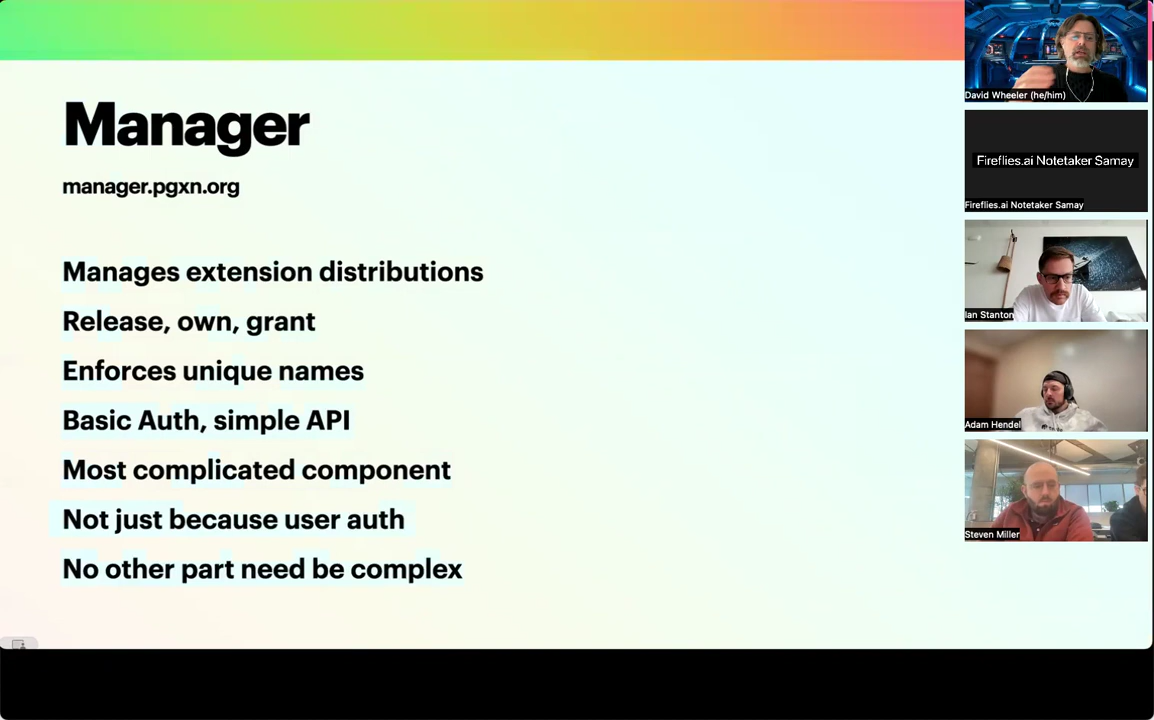 Manager
manager.pgxn.org
Manages extension distributions
Release, own, grant
Enforces unique names
Basic Auth, simple API
Most complicated component
Not just because user auth
No other part need be complex
David Wheeler (he/him)
Fireflies.ai Notetaker Samay
Fireflies.ai Notetaker Samay
Ian Stanton
Adam Hendel
Steven Miller